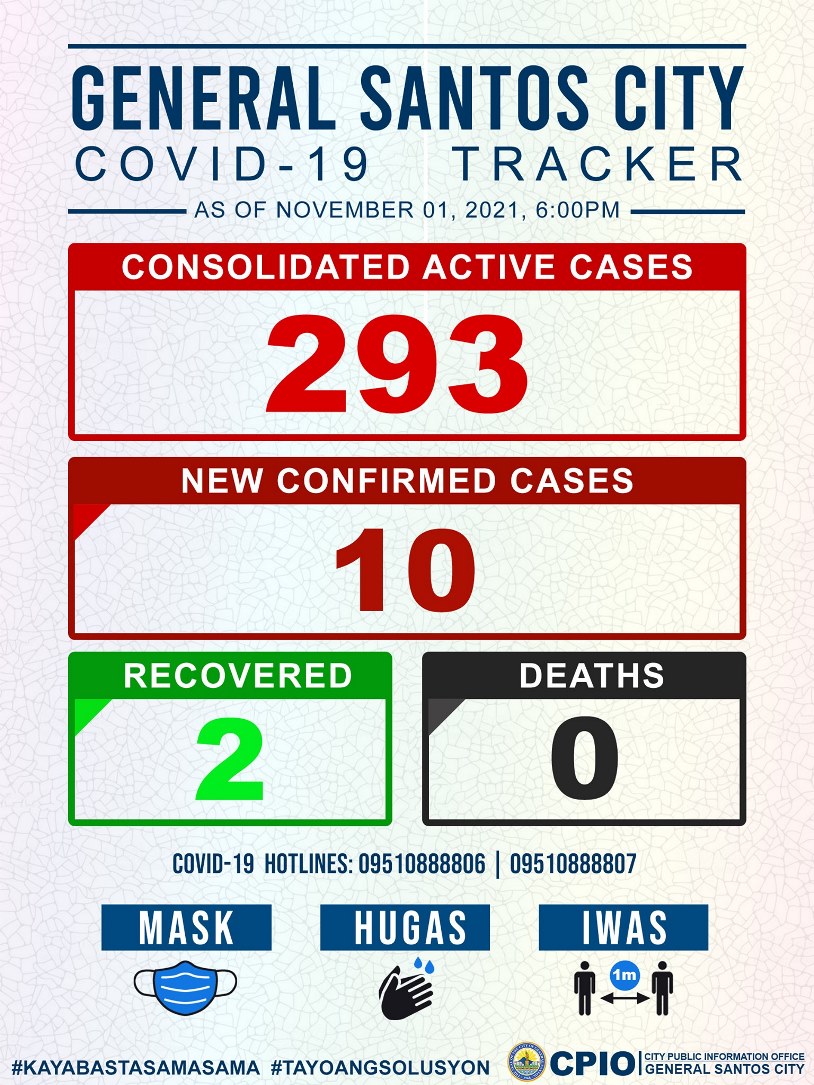 GENERAL SANTOS CITY
COVID-19 TRACKER
AS OF NOVEMBER 01, 2021, 6:00PM
CONSOLIDATED ACTIVE CASES
293
NEW CONFIRMED CASES
10
RECOVERED
2
DEATHS
0
COVID-19 HOTLINES: 09510888806 | 09510888807
MASK
HUGAS
IWAS
1m
#KAYABASTASAMASAMA #TAYOANGSOLUSYON
CPIO
CITY PUBLIC INFORMATION OFFICE
GENERAL SANTOS CITY